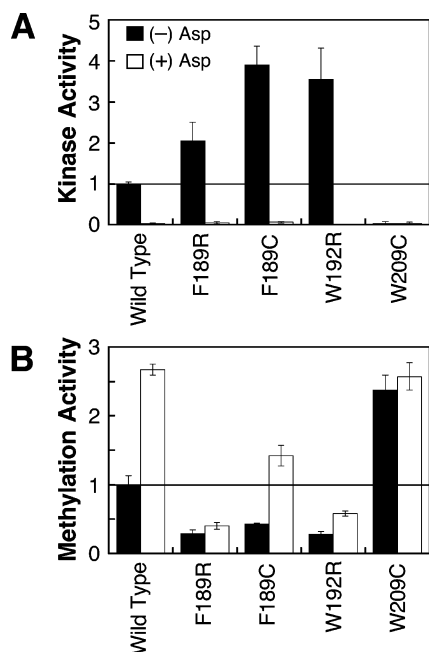 A
(−) Asp
(+) Asp
Kinase Activity
5
4
3
2
1
0
Wild Type
F189R
F189C
W192R
W209C
B
Methylation Activity
3
2
1
0
Wild Type
F189R
F189C
W192R
W209C